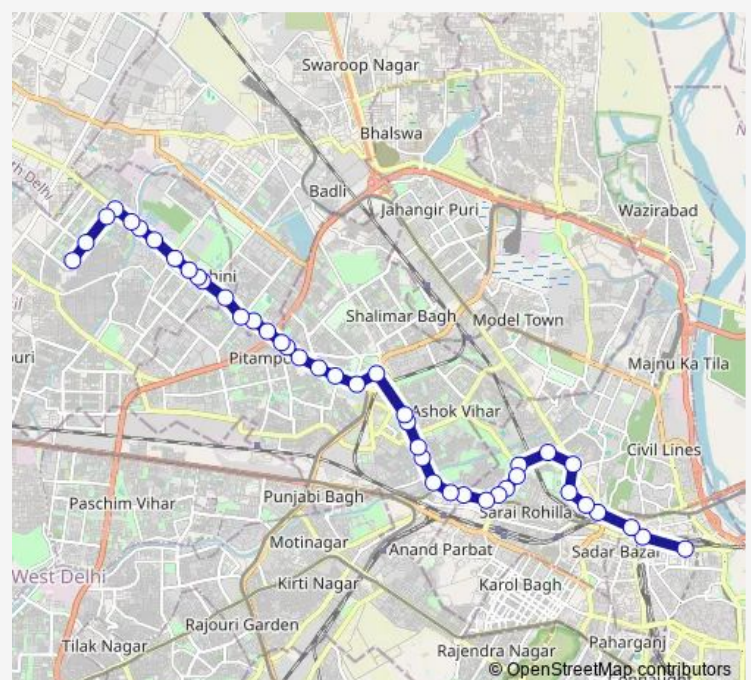 Swaroop Nagar
Bhalswa
Badli
Jahangir Puri
Wazirabad
Shalimar Bagh
Model Town
Majnu Ka Tila
Ashok Vihar
Civil Lines
Paschim Vihar
Punjabi Bagh
Sarai Rohilla
Motinagar
Anand Parbat
Sadar Bazar
West Delhi
Kirti Nagar
Karol Bagh
Rajouri Garden
Tilak Nagar
Rajendra Nagar
Paharganj
© OpenStreetMap contributors